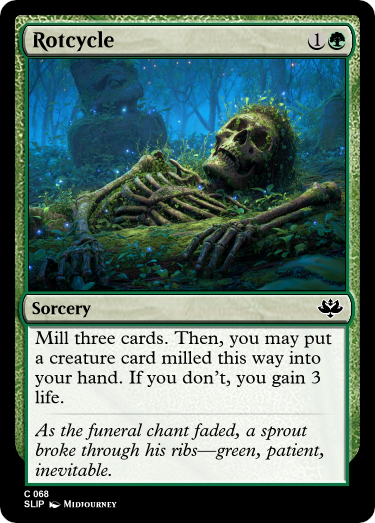 Rotcycle 1
Sorcery
Mill three cards. Then, you may put
a creature card milled this way into
your hand. If you don't, you gain 3
life.
As the funeral chant faded, a sprout
broke through his ribs—green, patient,
inevitable.
C 068
SLIP Midjourney